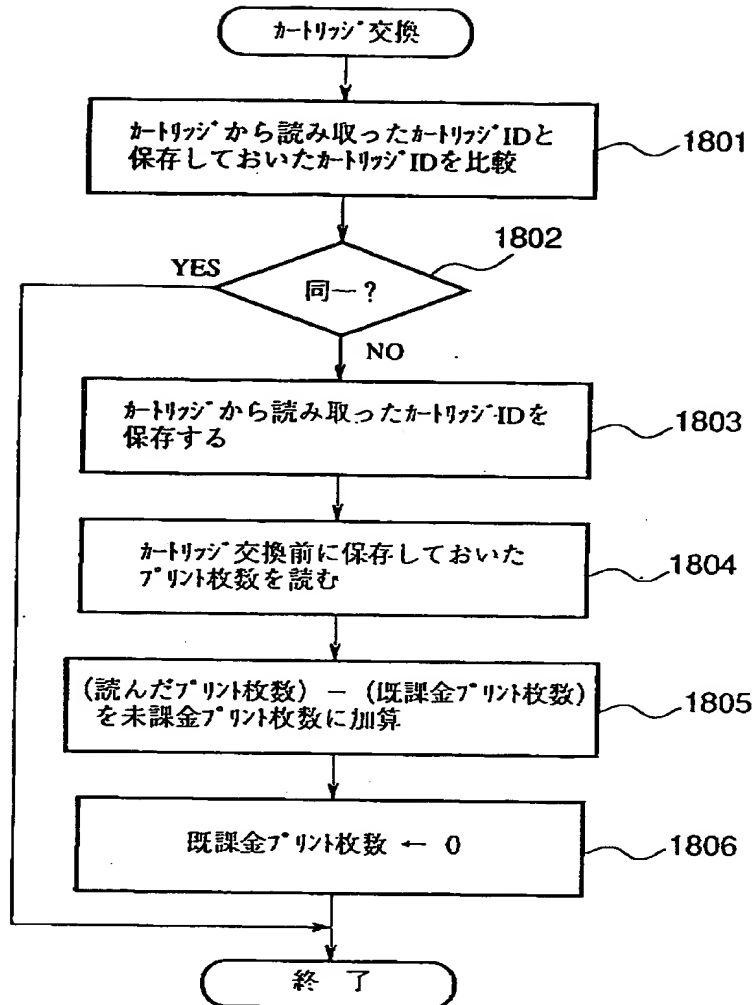 ｶｰﾄﾘｯｼﾞ交換
ｶｰﾄﾘｯｼﾞから読み取ったｶｰﾄﾘｯｼﾞIDと
保存しておいたｶｰﾄﾘｯｼﾞIDを比較
1801
1802
YES
同一？
NO
ｶｰﾄﾘｯｼﾞから読み取ったｶｰﾄﾘｯｼﾞIDを
保存する
1803
ｶｰﾄﾘｯｼﾞ交換前に保存しておいた
ﾌﾟﾘﾝﾄ枚数を読む
1804
(読んだﾌﾟﾘﾝﾄ枚数) － (既課金ﾌﾟﾘﾝﾄ枚数)
を未課金ﾌﾟﾘﾝﾄ枚数に加算
1805
既課金ﾌﾟﾘﾝﾄ枚数 ← 0
1806
終 了